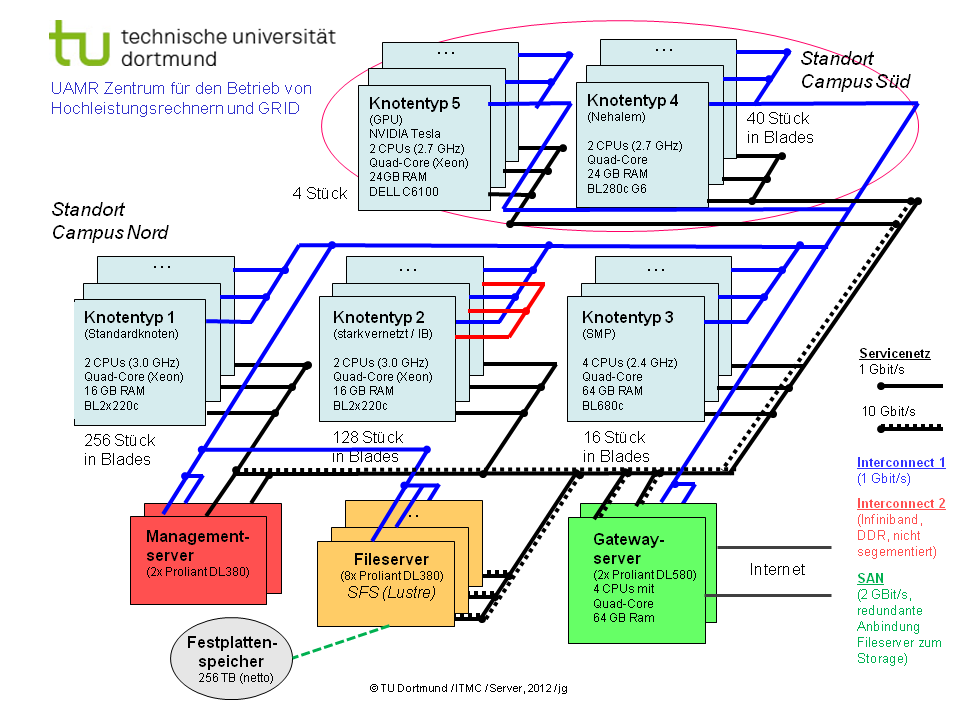 tu technische universität
dortmund
UAMR Zentrum für den Betrieb von
Hochleistungsrechnern und GRID
Standort
Campus Süd
...
Knotentyp 5
(GPU)
NVIDIA Tesla
2 CPUs (2.7 GHz)
Quad-Core (Xeon)
24GB RAM
DELL C6100
4 Stück
...
Knotentyp 4
(Nehalem)
2 CPUs (2.7 GHz)
Quad-Core
24 GB RAM
BL280c G6
40 Stück
in Blades
Standort
Campus Nord
...
Knotentyp 1
(Standardknoten)
2 CPUs (3.0 GHz)
Quad-Core (Xeon)
16 GB RAM
BL2x220c
256 Stück
in Blades
...
Knotentyp 2
(starkvernetzt / IB)
2 CPUs (3.0 GHz)
Quad-Core (Xeon)
16 GB RAM
BL2x220c
128 Stück
in Blades
...
Knotentyp 3
(SMP)
4 CPUs (2.4 GHz)
Quad-Core
64 GB RAM
BL680c
16 Stück
in Blades
Servicenetz
1 Gbit/s
10 Gbit/s
Interconnect 1
(1 Gbit/s)
Interconnect 2
(Infiniband,
DDR, nicht
segementiert)
SAN
(2 GBit/s,
redundante
Anbindung
Fileserver zum
Storage)
Management-
server
(2x Proliant DL380)
...
Fileserver
(8x Proliant DL380)
SFS (Lustre)
Gateway-
server
(2x Proliant DL580)
4 CPUs mit
Quad-Core
64 GB Ram
Internet
Festplatten-
speicher
256 TB (netto)
© TU Dortmund / ITMC / Server, 2012 / jg